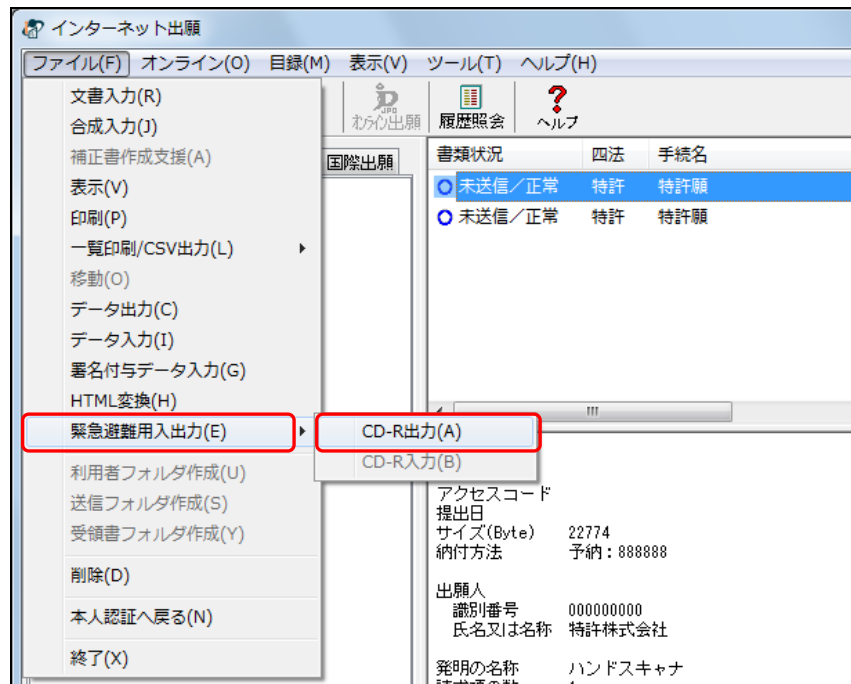 インターネット出願
ファイル(F) オンライン(O) 目録(M) 表示(V) ツール(T) ヘルプ(H)
文書入力(R)
合成入力(J)
補正書作成支援(A)
表示(V)
印刷(P)
一覧印刷/CSV出力(L)
移動(O)
データ出力(C)
データ入力(I)
署名付与データ入力(G)
HTML変換(H)
緊急避難用入出力(E)
利用者フォルダ作成(U)
送信フォルダ作成(S)
受領書フォルダ作成(Y)
削除(D)
本人認証へ戻る(N)
終了(X)
CD-R出力(A)
CD-R入力(B)
JPO
ｵﾝﾗｲﾝ出願 履歴照会 ヘルプ
国際出願
書類状況 四法 手続名
未送信／正常 特許 特許願
未送信／正常 特許 特許願
アクセスコード
提出日
サイズ(Byte) 22774
納付方法 予納：888888
出願人
識別番号 000000000
氏名又は名称 特許株式会社
発明の名称 ハンドスキャナ